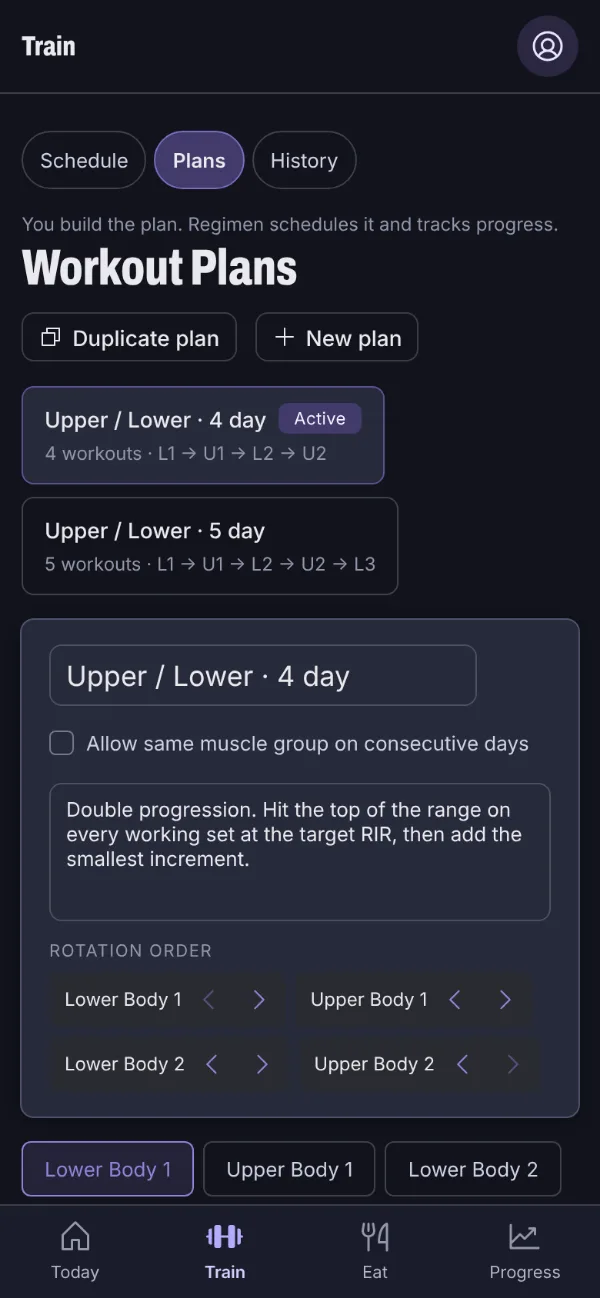 Train
Schedule
Plans
History
You build the plan. Regimen schedules it and tracks progress.
Workout Plans
Duplicate plan
New plan
Upper / Lower · 4 day
Active
4 workouts · L1 → U1 → L2 → U2
Upper / Lower · 5 day
5 workouts · L1 → U1 → L2 → U2 → L3
Upper / Lower · 4 day
Allow same muscle group on consecutive days
Double progression. Hit the top of the range on
every working set at the target RIR, then add the
smallest increment.
ROTATION ORDER
Lower Body 1
Upper Body 1
Lower Body 2
Upper Body 2
Lower Body 1
Upper Body 1
Lower Body 2
Today
Train
Eat
Progress